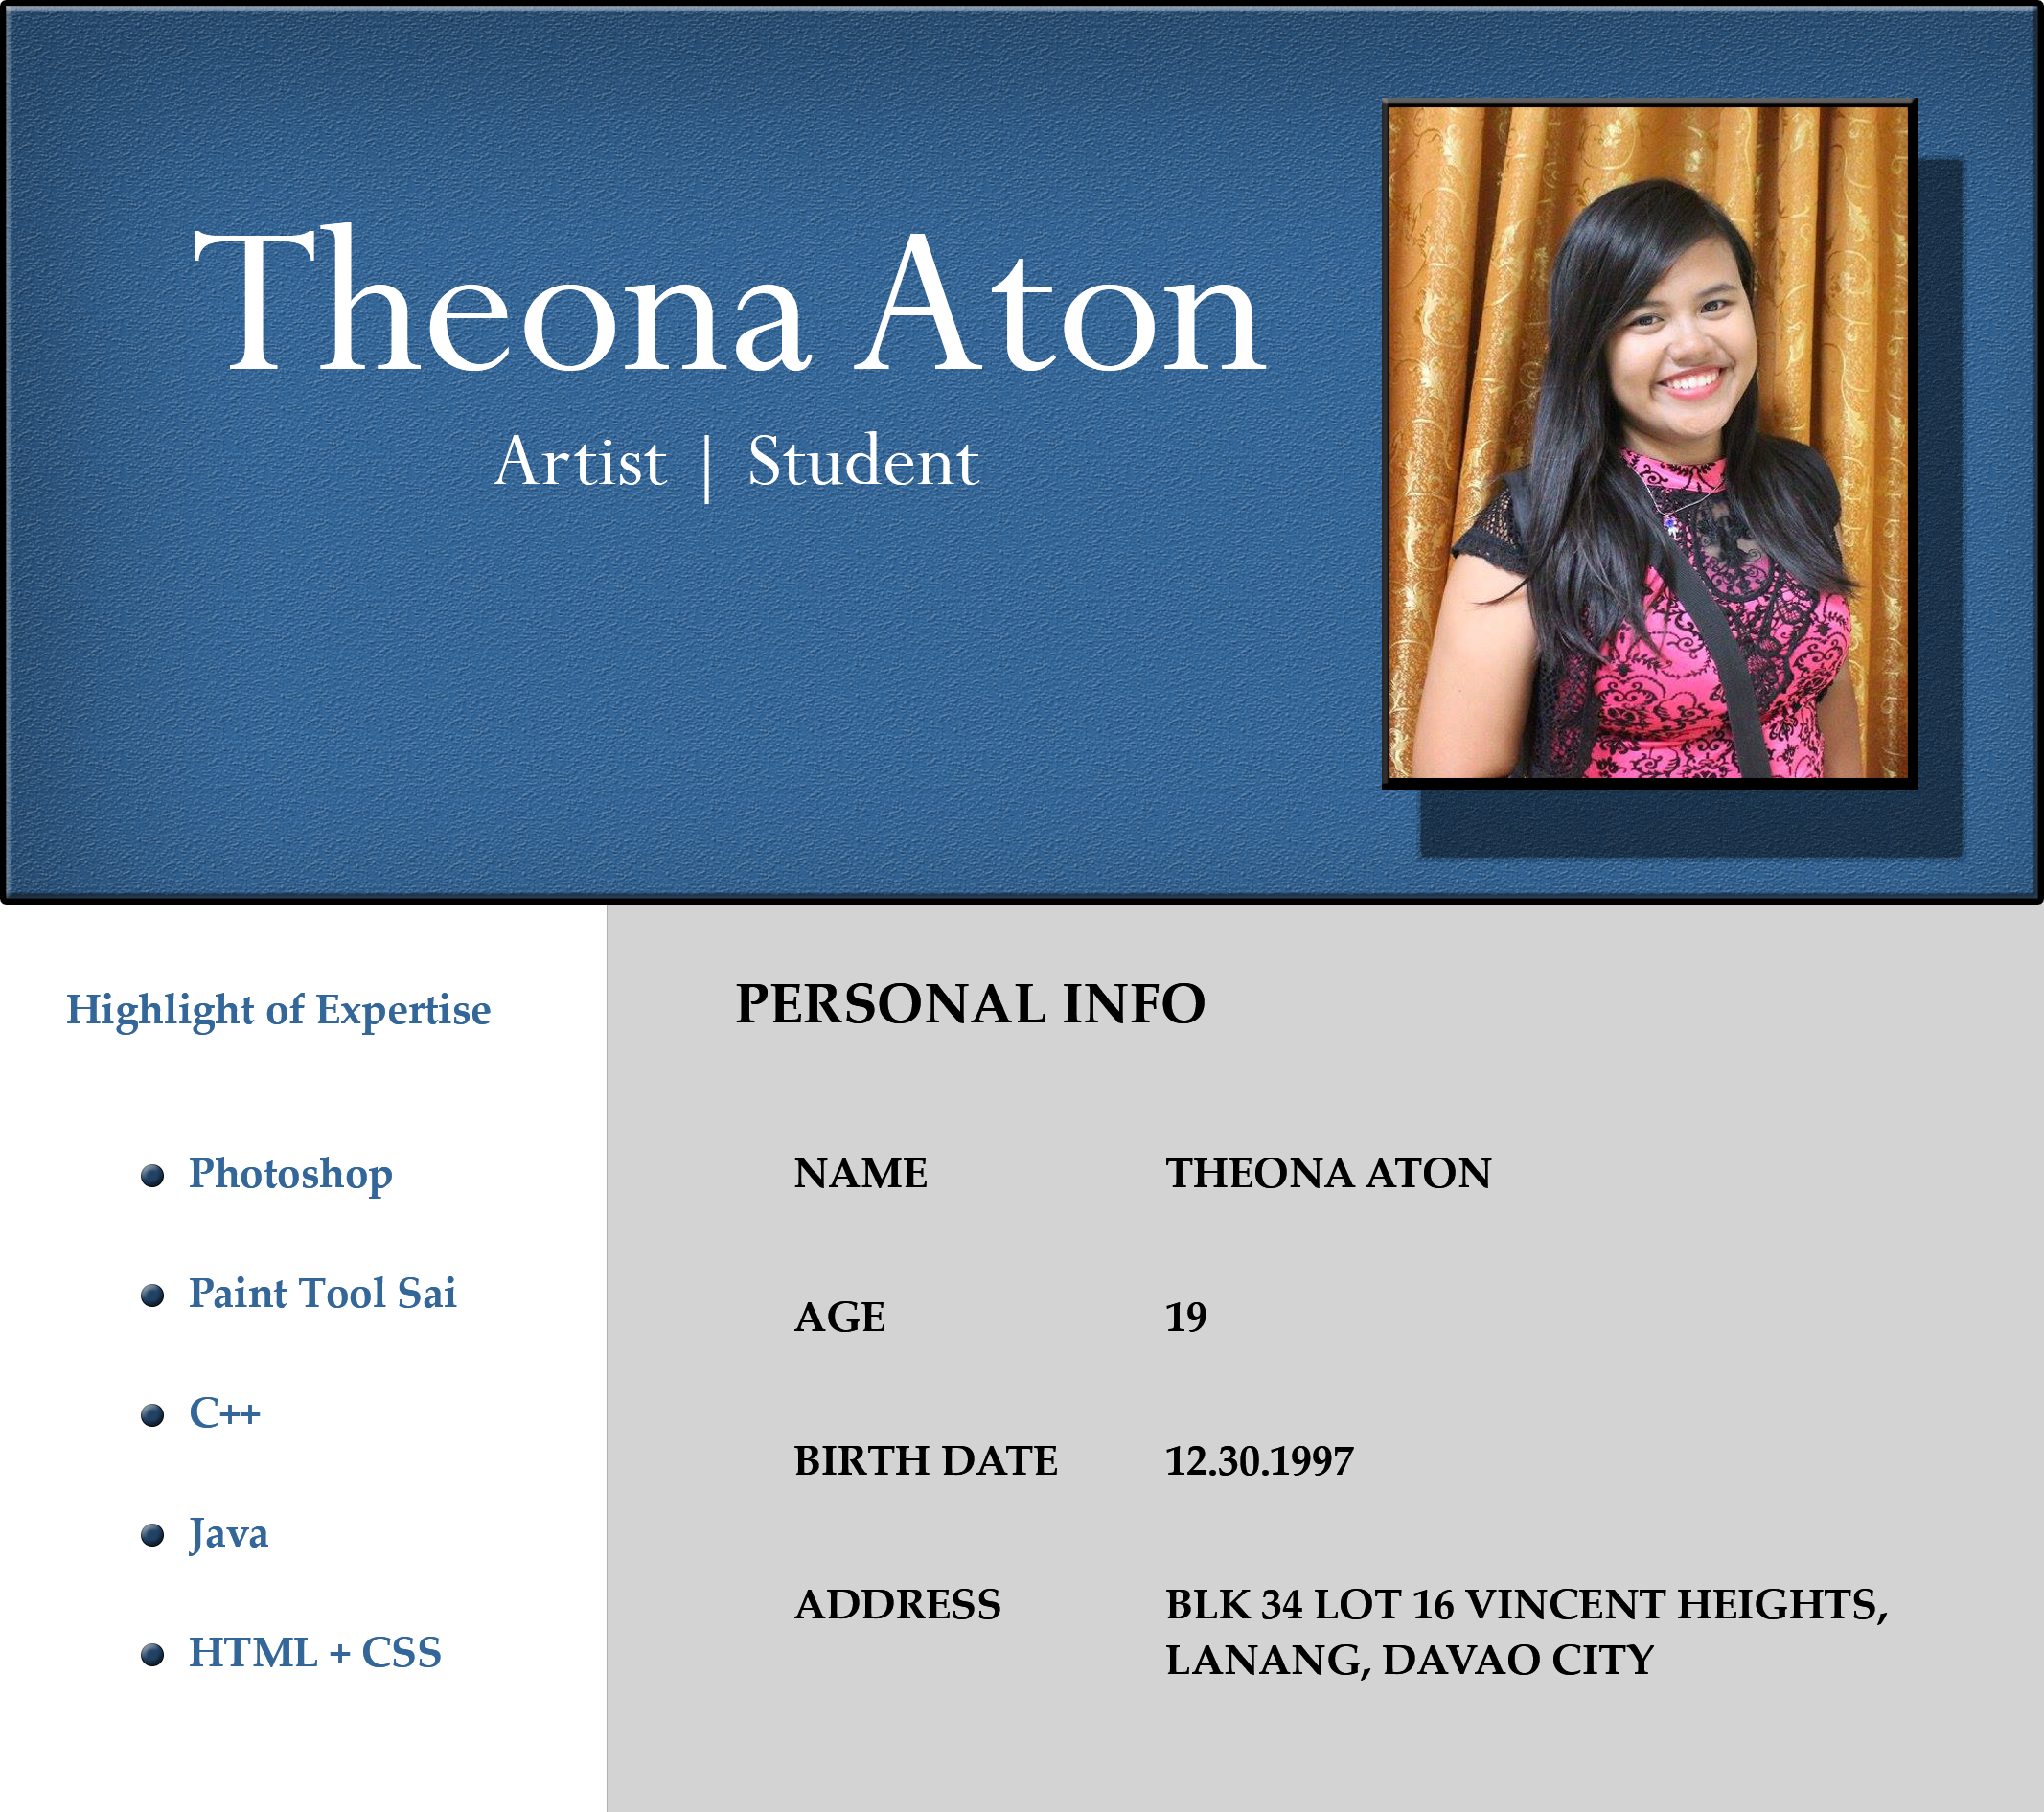 Theona Aton
Artist | Student
Highlight of Expertise
Photoshop
Paint Tool Sai
C++
Java
HTML + CSS
PERSONAL INFO
NAME THEONA ATON
AGE 19
BIRTH DATE 12.30.1997
ADDRESS BLK 34 LOT 16 VINCENT HEIGHTS,
LANANG, DAVAO CITY